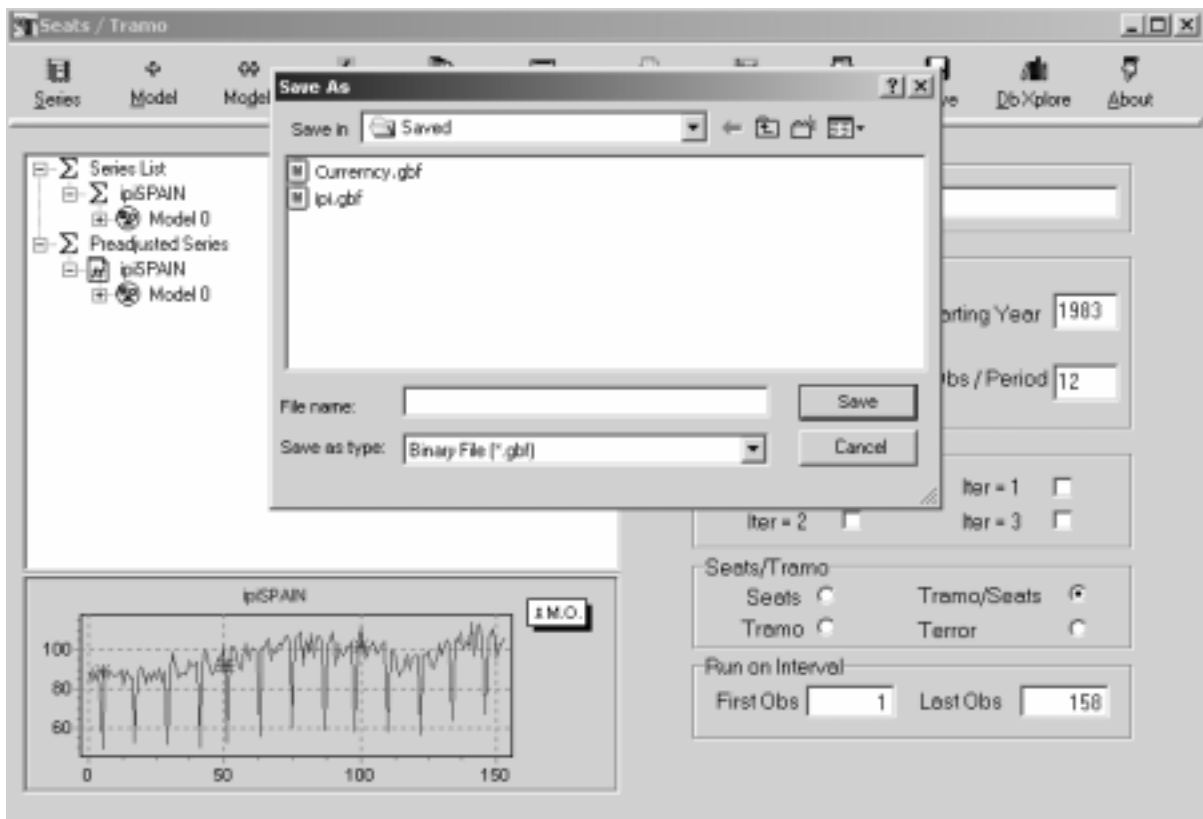 Seats / Tramo
Series
Model
Model
Db Xplore
About
Save As
Save in
Saved
Currerncy.gbf
ipi.gbf
File name:
Save
Save as type:
Binary File (*.gbf)
Cancel
Series List
ipiSPAIN
Model 0
Preadjusted Series
ipiSPAIN
Model 0
arting Year
1983
bs / Period
12
Iter = 1
Iter = 2
Iter = 3
Seats/Tramo
Seats
Tramo/Seats
Tramo
Terror
Run on Interval
First Obs
1
Last Obs
158
ipiSPAIN
M.O.
100
80
60
0
50
100
150